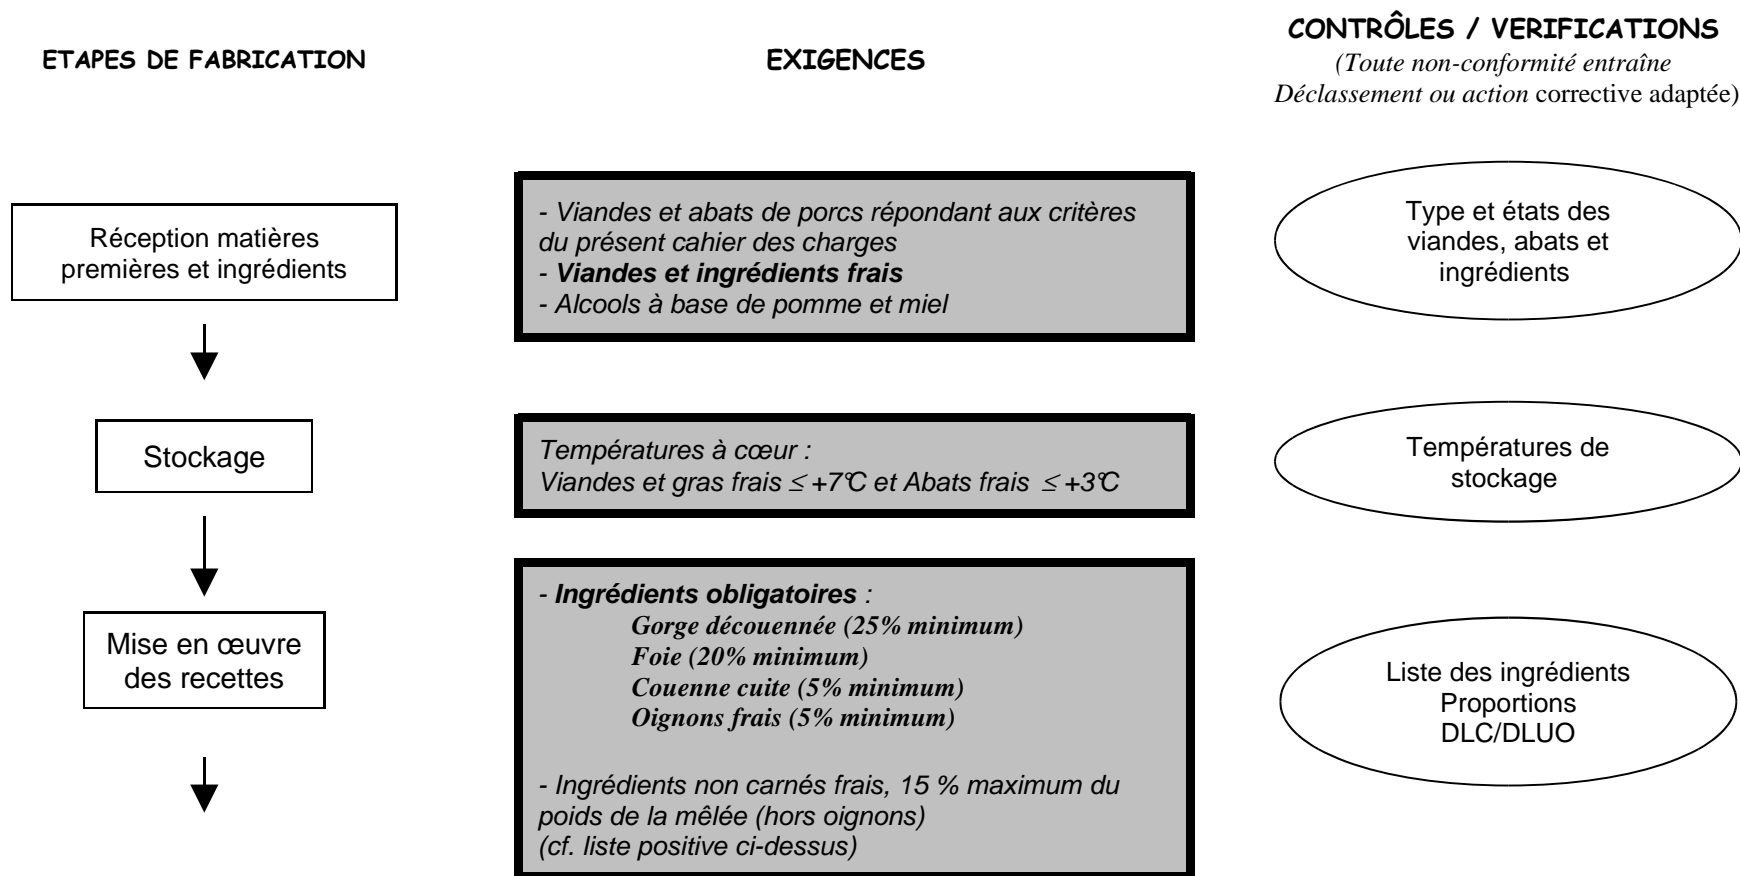 ETAPES DE FABRICATION
EXIGENCES
CONTRÔLES / VERIFICATIONS
(Toute non-conformité entraîne
Déclassement ou action corrective adaptée)
Réception matières
premières et ingrédients
- Viandes et abats de porcs répondant aux critères
du présent cahier des charges
- Viandes et ingrédients frais
- Alcools à base de pomme et miel
Type et états des
viandes, abats et
ingrédients
Stockage
Températures à cœur :
Viandes et gras frais ≤ +7°C et Abats frais ≤ +3°C
Températures de
stockage
Mise en œuvre
des recettes
- Ingrédients obligatoires :
Gorge découennée (25% minimum)
Foie (20% minimum)
Couenne cuite (5% minimum)
Oignons frais (5% minimum)
- Ingrédients non carnés frais, 15 % maximum du
poids de la mêlée (hors oignons)
(cf. liste positive ci-dessus)
Liste des ingrédients
Proportions
DLC/DLUO